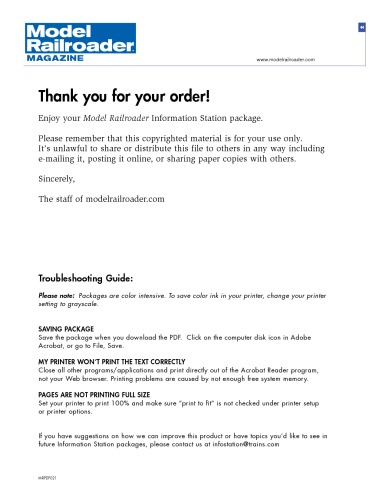 Model
Railroader
MAGAZINE
www.modelrailroader.com
Thank you for your order!
Enjoy your Model Railroader Information Station package.
Please remember that this copyrighted material is for your use only.
It's unlawful to share or distribute this file to others in any way including
e-mailing it, posting it online, or sharing paper copies with others.
Sincerely,
The staff of modelrailroader.com
Troubleshooting Guide:
Please note: Packages are color intensive. To save color ink in your printer, change your printer
setting to grayscale.
SAVING PACKAGE
Save the package when you download the PDF. Click on the computer disk icon in Adobe
Acrobat, or go to File, Save.
MY PRINTER WON'T PRINT THE TEXT CORRECTLY
Close all other programs/applications and print directly out of the Acrobat Reader program,
not your Web browser. Printing problems are caused by not enough free system memory.
PAGES ARE NOT PRINTING FULL SIZE
Set your printer to print 100% and make sure "print to fit" is not checked under printer setup
or printer options.
If you have suggestions on how we can improve this product or have topics you'd like to see in
future Information Station packages, please contact us at infostation@trains.com